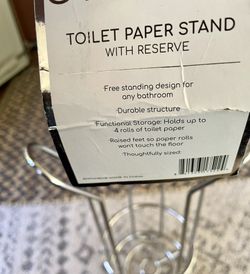 TOILET PAPER STAND
WITH RESERVE
·Free standing design for
any bathroom
·Durable structure
·Functional Storage: Holds up to
4 rolls of toilet paper
·Raised feet so paper rolls
won't touch the floor
·Thoughtfully sized: